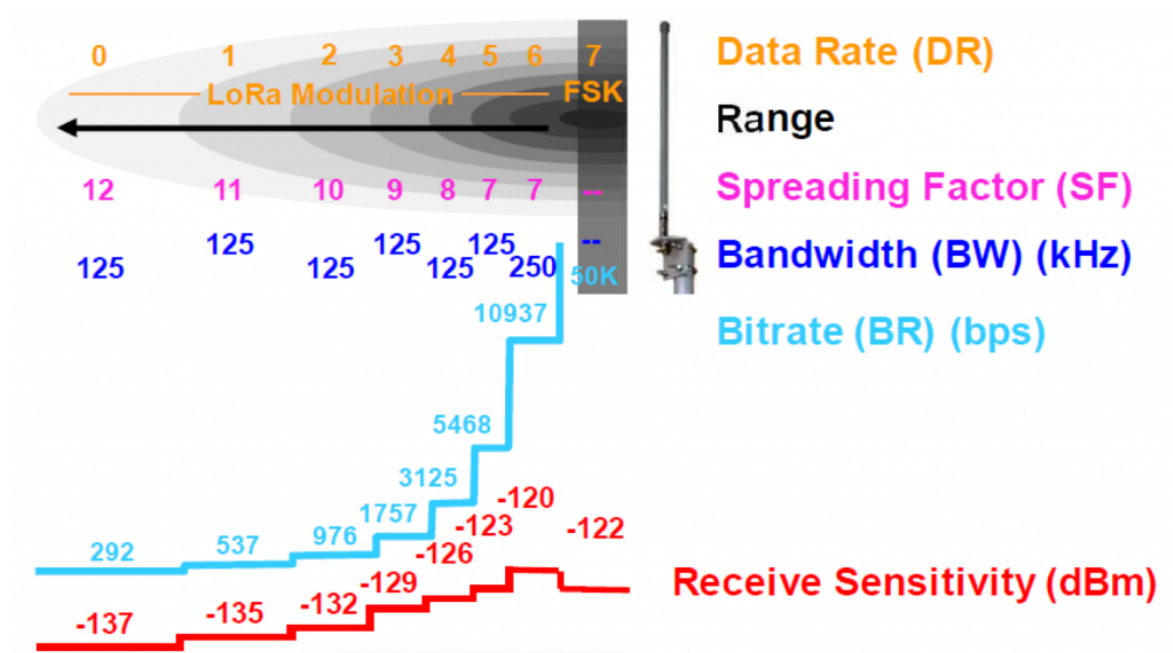 0 1 2 3 4 5 6 7 Data Rate (DR)
LoRa Modulation FSK
Range
12 11 10 9 8 7 7 -- Spreading Factor (SF)
125 125 125 125 125 125 250 -- Bandwidth (BW) (kHz)
50K
292 537 976 1757 3125 5468 10937 Bitrate (BR) (bps)
-137 -135 -132 -129 -126 -123 -120 -122 Receive Sensitivity (dBm)